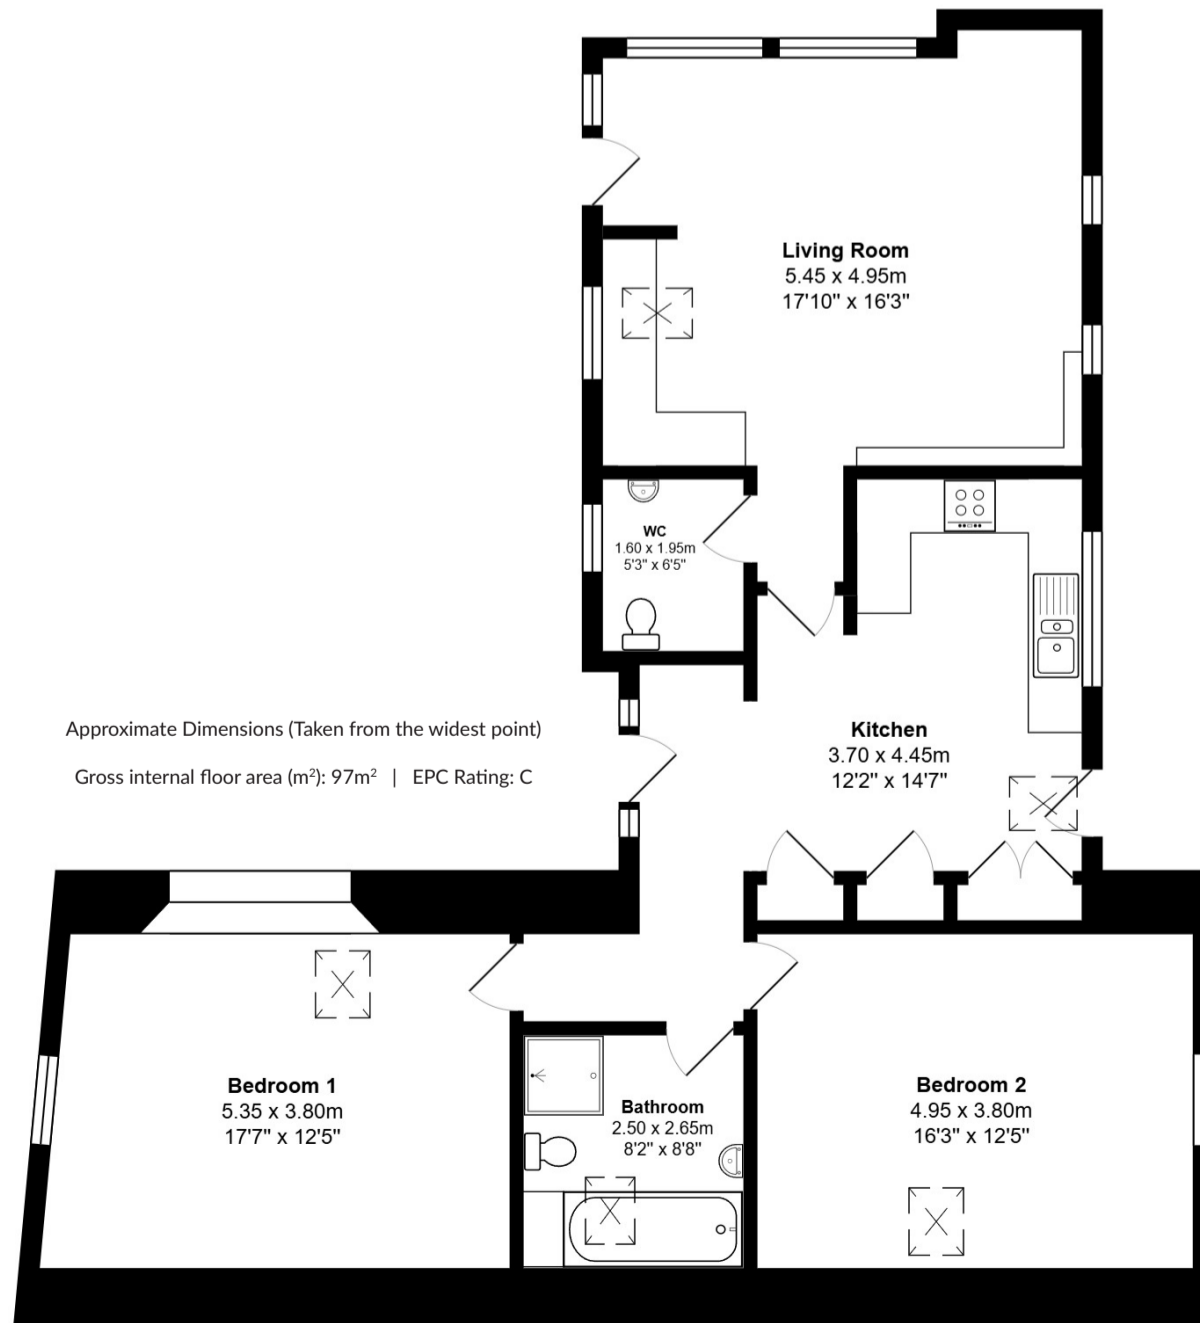 Living Room
5.45 x 4.95m
17'10" x 16'3"
WC
1.60 x 1.95m
5'3" x 6'5"
Approximate Dimensions (Taken from the widest point)
Gross internal floor area (m²): 97m² | EPC Rating: C
Kitchen
3.70 x 4.45m
12'2" x 14'7"
Bedroom 1
5.35 x 3.80m
17'7" x 12'5"
Bathroom
2.50 x 2.65m
8'2" x 8'8"
Bedroom 2
4.95 x 3.80m
16'3" x 12'5"